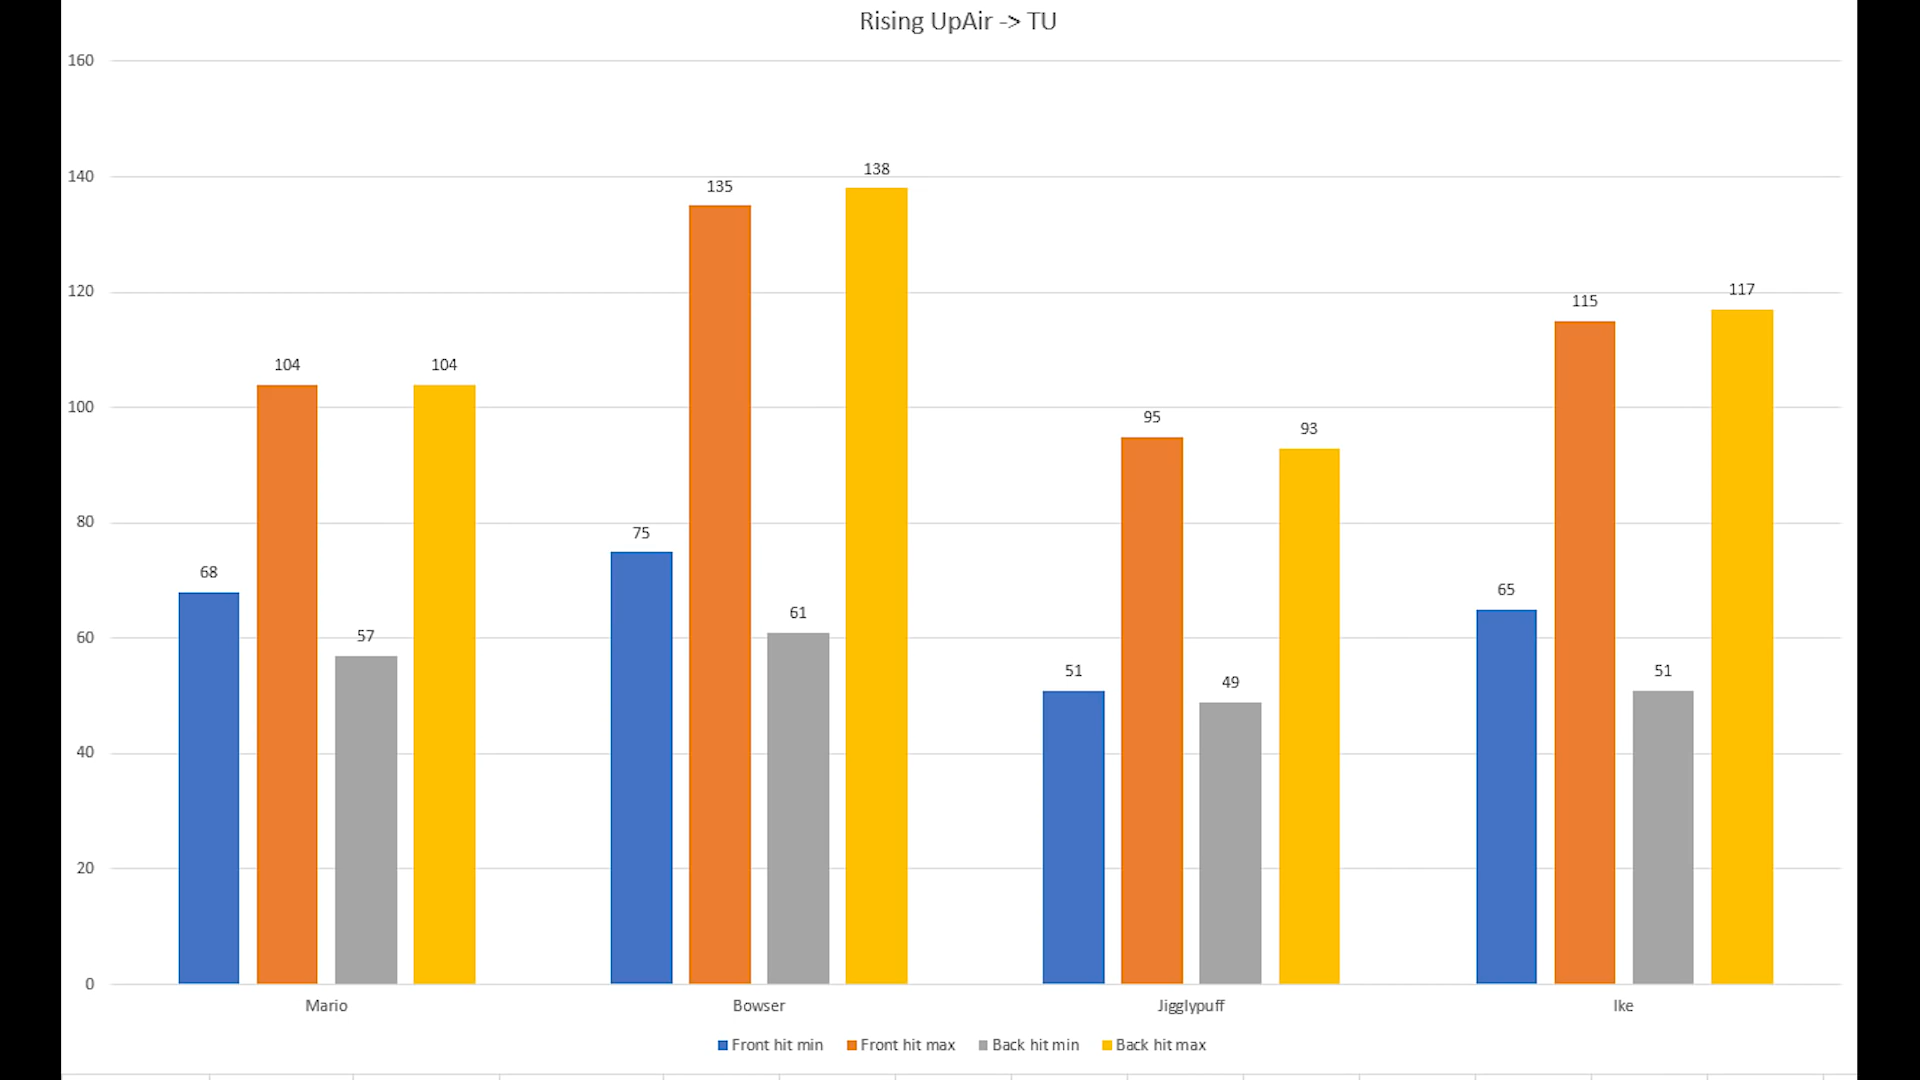 Rising UpAir -> TU
160
140
120
100
80
60
40
20
0
68
104
57
104
75
135
61
138
51
95
49
93
65
115
51
117
Mario
Bowser
Jigglypuff
Ike
Front hit min
Front hit max
Back hit min
Back hit max